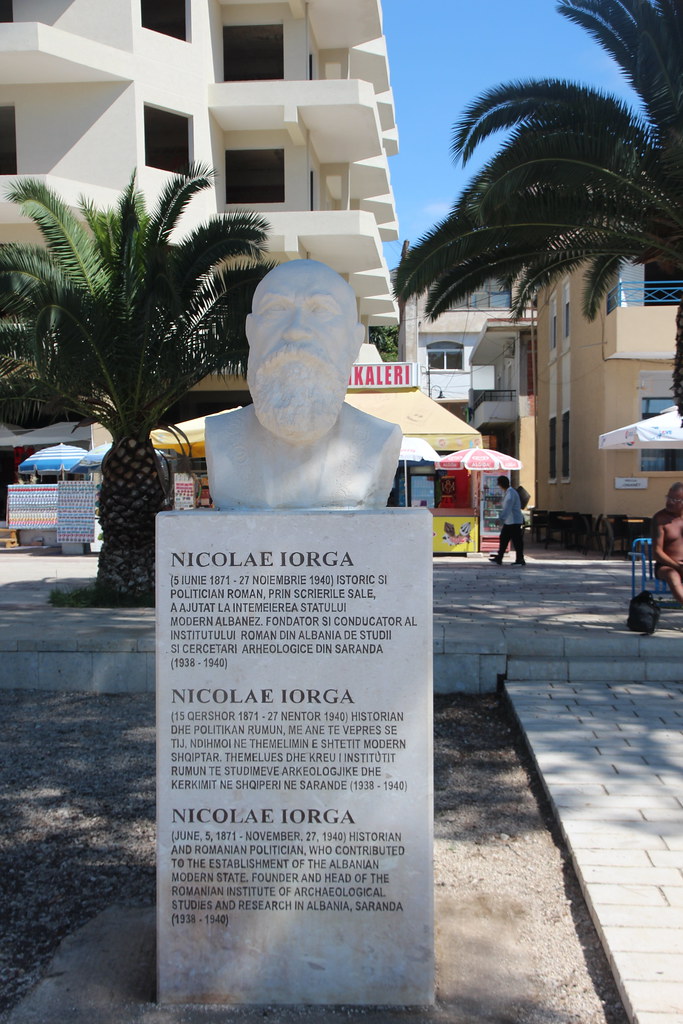 KALERI
NICOLAE IORGA
(5 IUNIE 1871 - 27 NOIEMBRIE 1940) ISTORIC SI
POLITICIAN ROMAN, PRIN SCRIERILE SALE,
A AJUTAT LA INTEMEIEREA STATULUI
MODERN ALBANEZ. FONDATOR SI CONDUCATOR AL
INSTITUTULUI ROMAN DIN ALBANIA DE STUDII
SI CERCETARI ARHEOLOGICE DIN SARANDA
(1938 - 1940)
NICOLAE IORGA
(15 QERSHOR 1871 - 27 NENTOR 1940) HISTORIAN
DHE POLITIKAN RUMUN, ME ANE TE VEPRES SE
TIJ, NDIHMOI NE THEMELIMIN E SHTETIT MODERN
SHQIPTAR. THEMELUES DHE KREU I INSTITUTIT
RUMUN TE STUDIMEVE ARKEOLOGJIKE DHE
KERKIMIT NE SHQIPERI NE SARANDE (1938 - 1940)
NICOLAE IORGA
(JUNE, 5, 1871 - NOVEMBER, 27, 1940) HISTORIAN
AND ROMANIAN POLITICIAN, WHO CONTRIBUTED
TO THE ESTABLISHMENT OF THE ALBANIAN
MODERN STATE. FOUNDER AND HEAD OF THE
ROMANIAN INSTITUTE OF ARCHAEOLOGICAL
STUDIES AND RESEARCH IN ALBANIA, SARANDA
(1938 - 1940)